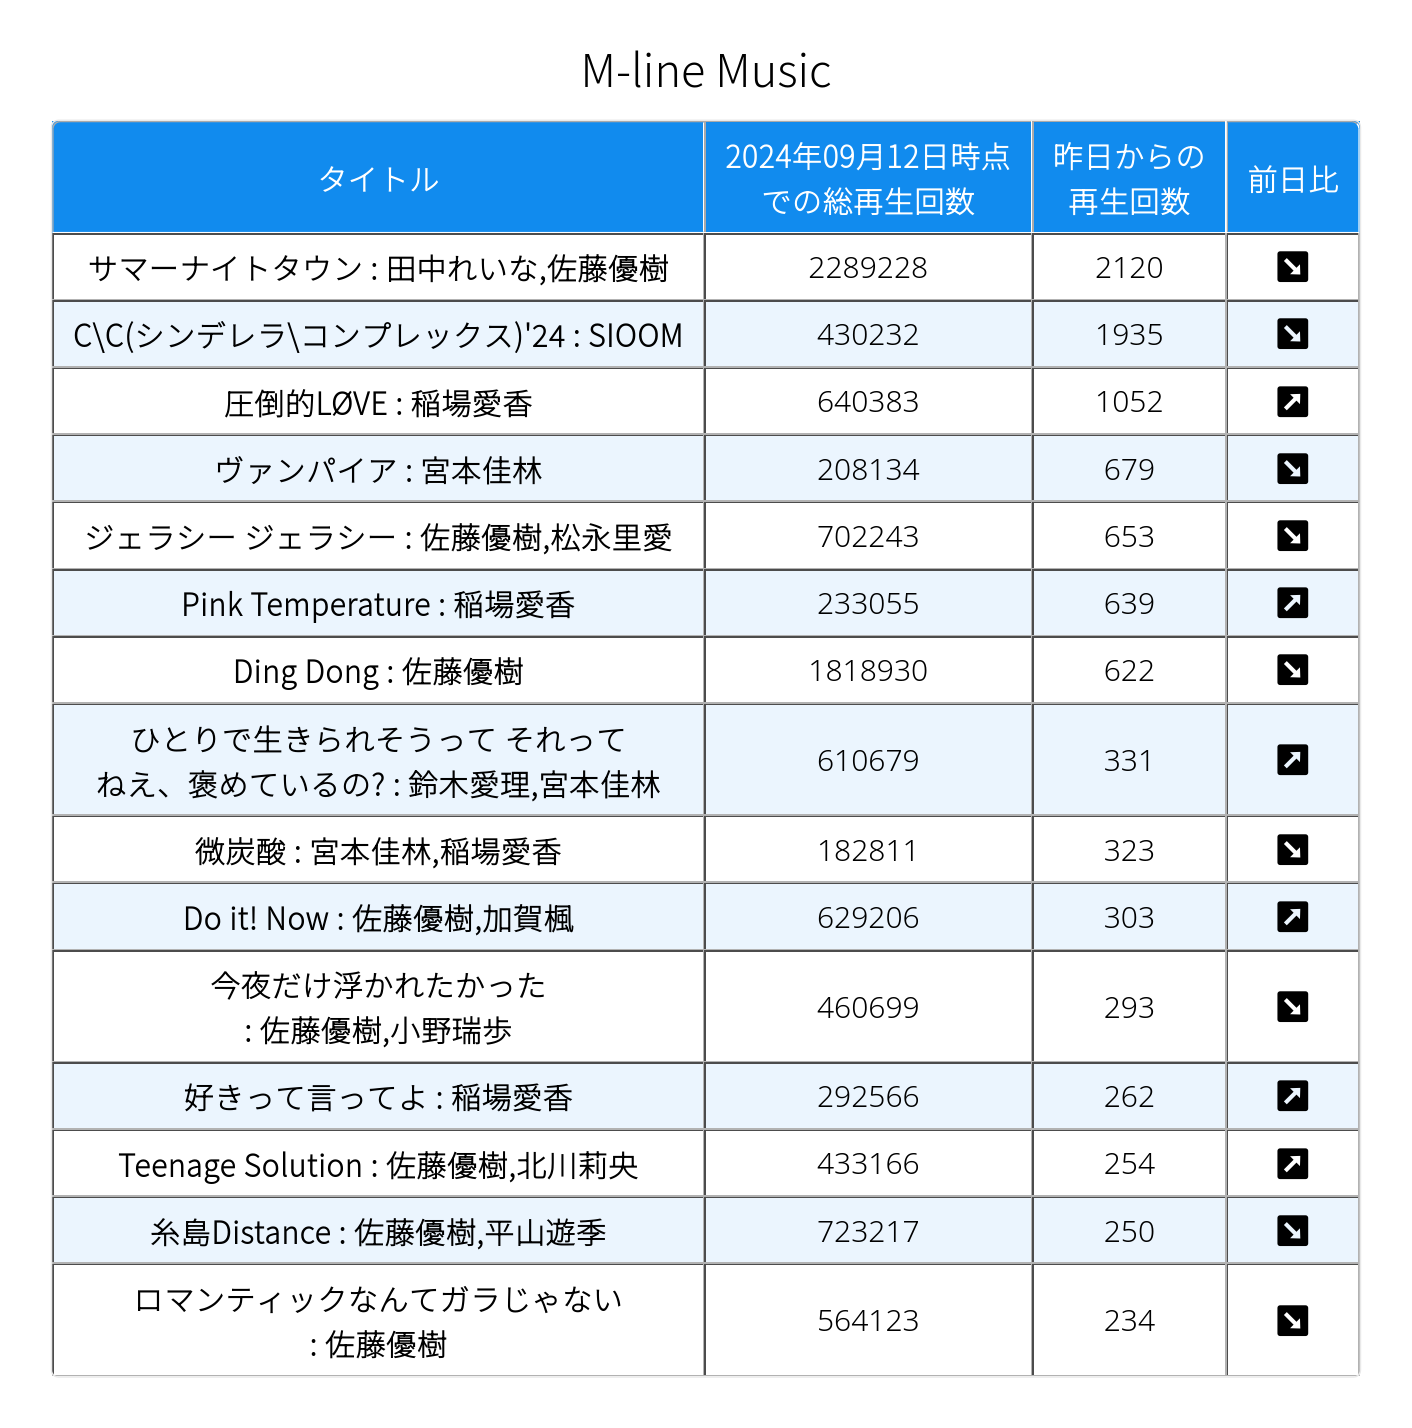 M-line Music
タイトル 2024年09月12日時点 昨日からの 前日比
での総再生回数 再生回数
サマーナイトタウン : 田中れいな,佐藤優樹 2289228 2120
C\C(シンデレラ\コンプレックス)'24 : SIOOM 430232 1935
圧倒的LØVE : 稲場愛香 640383 1052
ヴァンパイア : 宮本佳林 208134 679
ジェラシー ジェラシー : 佐藤優樹,松永里愛 702243 653
Pink Temperature : 稲場愛香 233055 639
Ding Dong : 佐藤優樹 1818930 622
ひとりで生きられそうって それって
ねえ、褒めているの? : 鈴木愛理,宮本佳林 610679 331
微炭酸 : 宮本佳林,稲場愛香 182811 323
Do it! Now : 佐藤優樹,加賀楓 629206 303
今夜だけ浮かれたかった
: 佐藤優樹,小野瑞歩 460699 293
好きって言ってよ : 稲場愛香 292566 262
Teenage Solution : 佐藤優樹,北川莉央 433166 254
糸島Distance : 佐藤優樹,平山遊季 723217 250
ロマンティックなんてガラじゃない
: 佐藤優樹 564123 234